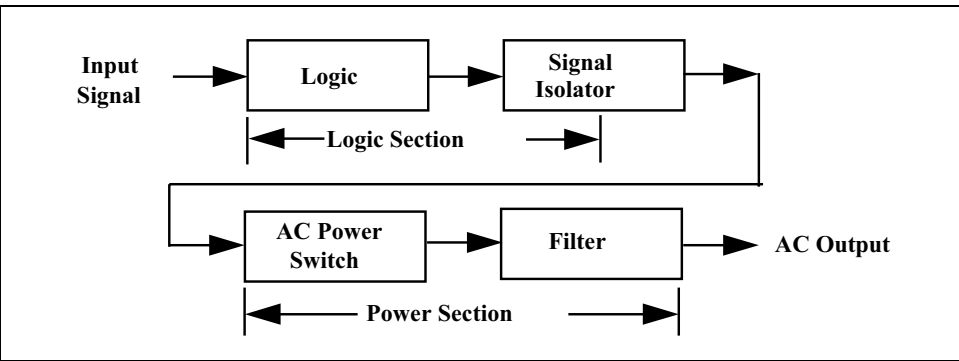 Input
Signal
Logic
Signal
Isolator
Logic Section
AC Power
Switch
Filter
AC Output
Power Section